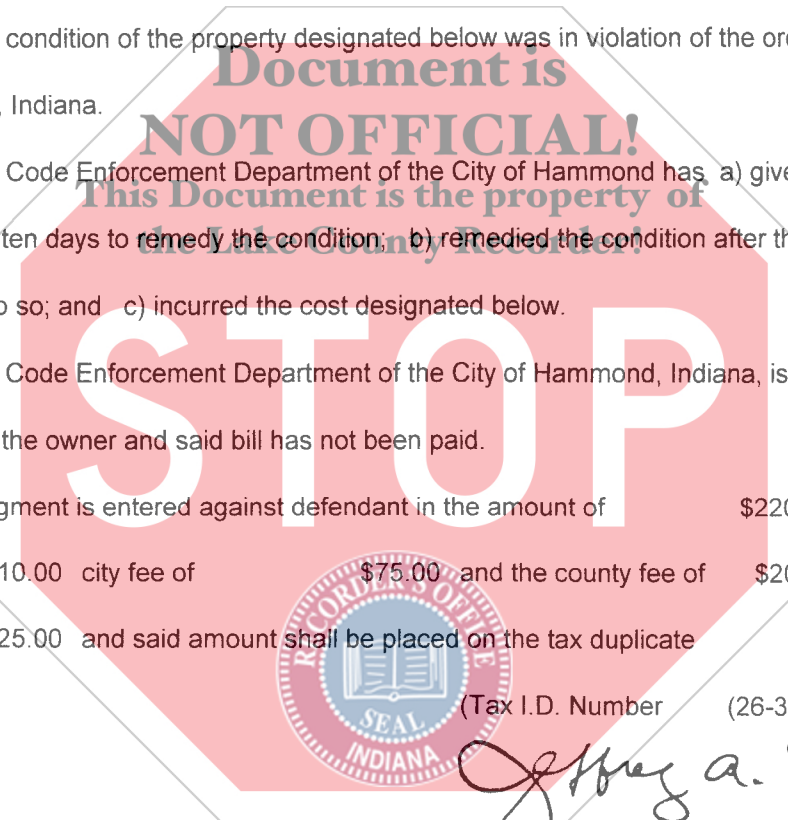 condition of the property designated below was in violation of the
Document is
, Indiana.
NOT OFFICIAL!
Code Enforcement Department of the City of Hammond has a)
This Document is the property of
ten days to remedy the condition; b) remedied the condition after
the Lake County Recorder!
so; and c) incurred the cost designated below.
STOP
Code Enforcement Department of the City of Hammond, Indiana, is
the owner and said bill has not been paid.
gment is entered against defendant in the amount of $220
10.00 city fee of $75.00 and the county fee of $20
25.00 and said amount shall be placed on the tax duplicate
RECORDER'S OFFICE
SEAL
INDIANA
(Tax I.D. Number (26-3
Jeffrey A.